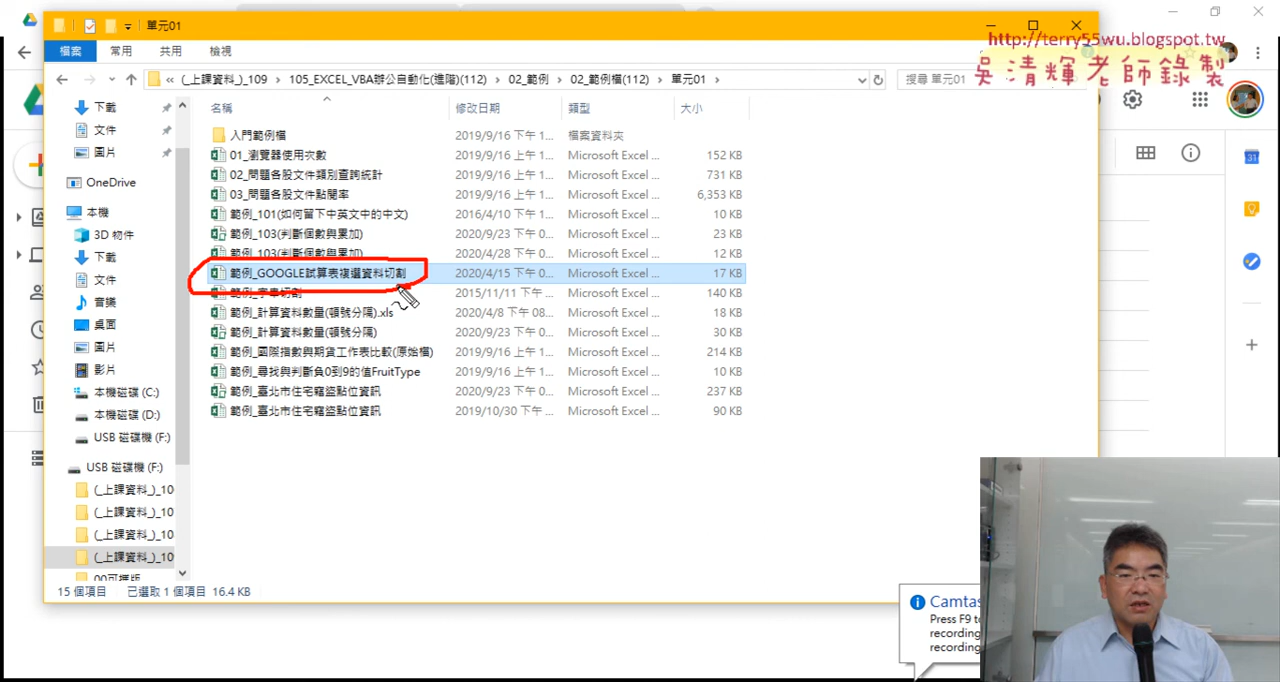 單元01
檔案 常用 共用 檢視
http://terry55wu.blogspot.tw
吳清輝老師錄製
« (_上課資料_)_109 › 105_EXCEL_VBA辦公自動化(進階)(112) › 02_範例 › 02_範例檔(112) › 單元01 ›
搜尋 單元01
名稱 修改日期 類型 大小
入門範例檔 2019/9/16 下午 1... 檔案資料夾
01_瀏覽器使用次數 2019/9/16 上午 1... Microsoft Excel ... 152 KB
02_問題各股文件類別查詢統計 2019/9/16 上午 1... Microsoft Excel ... 731 KB
03_問題各股文件點閱率 2019/9/16 上午 1... Microsoft Excel ... 6,353 KB
範例_101(如何留下中英文中的中文) 2016/4/10 下午 1... Microsoft Excel ... 10 KB
範例_103(判斷個數與累加) 2020/9/23 下午 0... Microsoft Excel ... 23 KB
範例_103(判斷個數與累加) 2020/4/28 下午 0... Microsoft Excel ... 12 KB
範例_GOOGLE試算表複選資料切割 2020/4/15 下午 0... Microsoft Excel ... 17 KB
範例_字串切割 2015/11/11 下午 ... Microsoft Excel ... 140 KB
範例_計算資料數量(頓號分隔).xls 2020/4/8 下午 08... Microsoft Excel ... 18 KB
範例_計算資料數量(頓號分隔) 2020/9/23 下午 0... Microsoft Excel ... 30 KB
範例_國際指數與期貨工作表比較(原始檔) 2019/9/16 上午 1... Microsoft Excel ... 214 KB
範例_尋找與判斷負0到9的值FruitType 2019/9/16 上午 1... Microsoft Excel ... 10 KB
範例_臺北市住宅竊盜點位資訊 2020/9/23 下午 0... Microsoft Excel ... 237 KB
範例_臺北市住宅竊盜點位資訊 2019/10/30 下午 ... Microsoft Excel ... 90 KB
下載
文件
圖片
OneDrive
本機
3D 物件
下載
文件
音樂
桌面
圖片
影片
本機磁碟 (C:)
本機磁碟 (D:)
USB 磁碟機 (F:)
USB 磁碟機 (F:)
(_上課資料_)_10
(_上課資料_)_10
(_上課資料_)_10
(_上課資料_)_10
00可攜版
15 個項目 已選取 1 個項目 16.4 KB
31
Camtas
Press F9 to
recording
recording